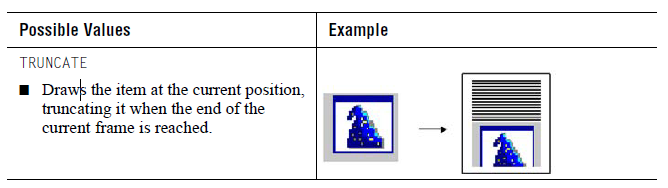 Possible Values Example
TRUNCATE
■ Draws the item at the current position,
truncating it when the end of the
current frame is reached.